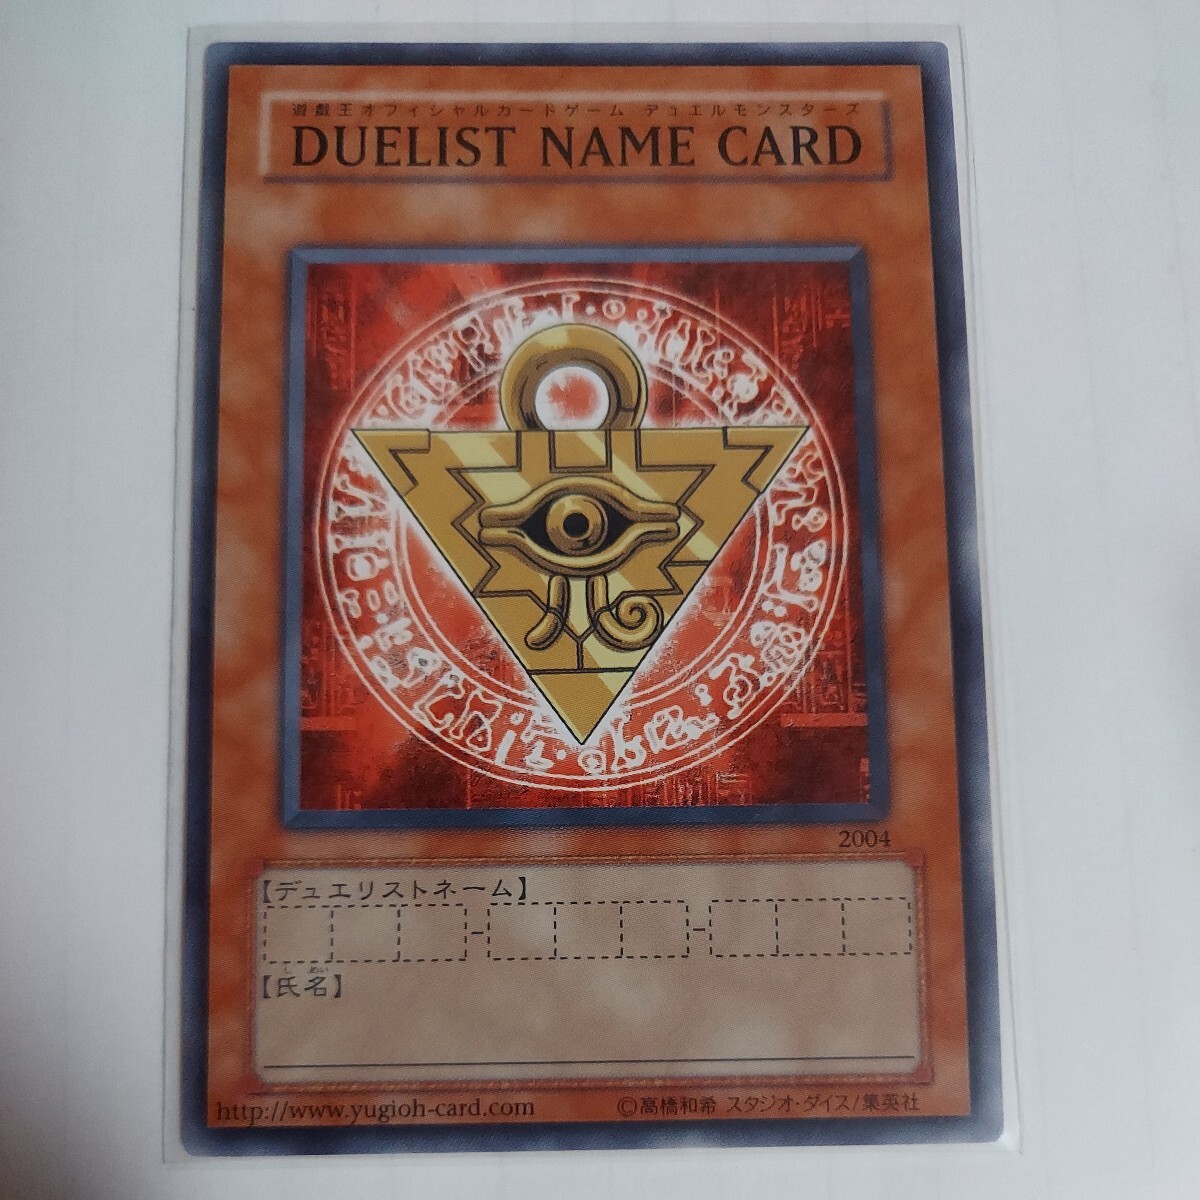 遊戯王オフィシャルカードゲーム デュエルモンスターズ
DUELIST NAME CARD
2004
【デュエリストネーム】
しめい
【氏名】
http://www.yugioh-card.com
©高橋和希 スタジオ・ダイス/集英社